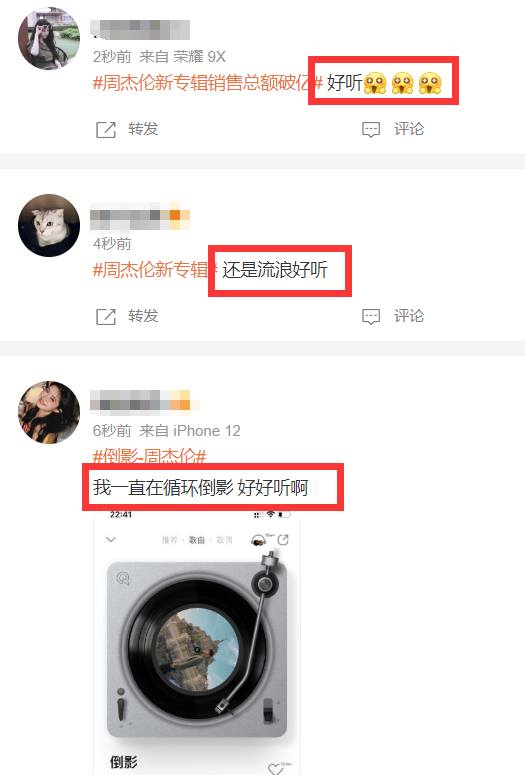 2秒前 来自 荣耀 9X
#周杰伦新专辑销售总额破亿# 好听😱😱😱
转发 评论
4秒前
#周杰伦新专辑# 还是流浪好听
转发 评论
6秒前 来自 iPhone 12
#倒影-周杰伦#
我一直在循环倒影 好好听啊
22:41
推荐 · 歌曲 · 歌词
倒影